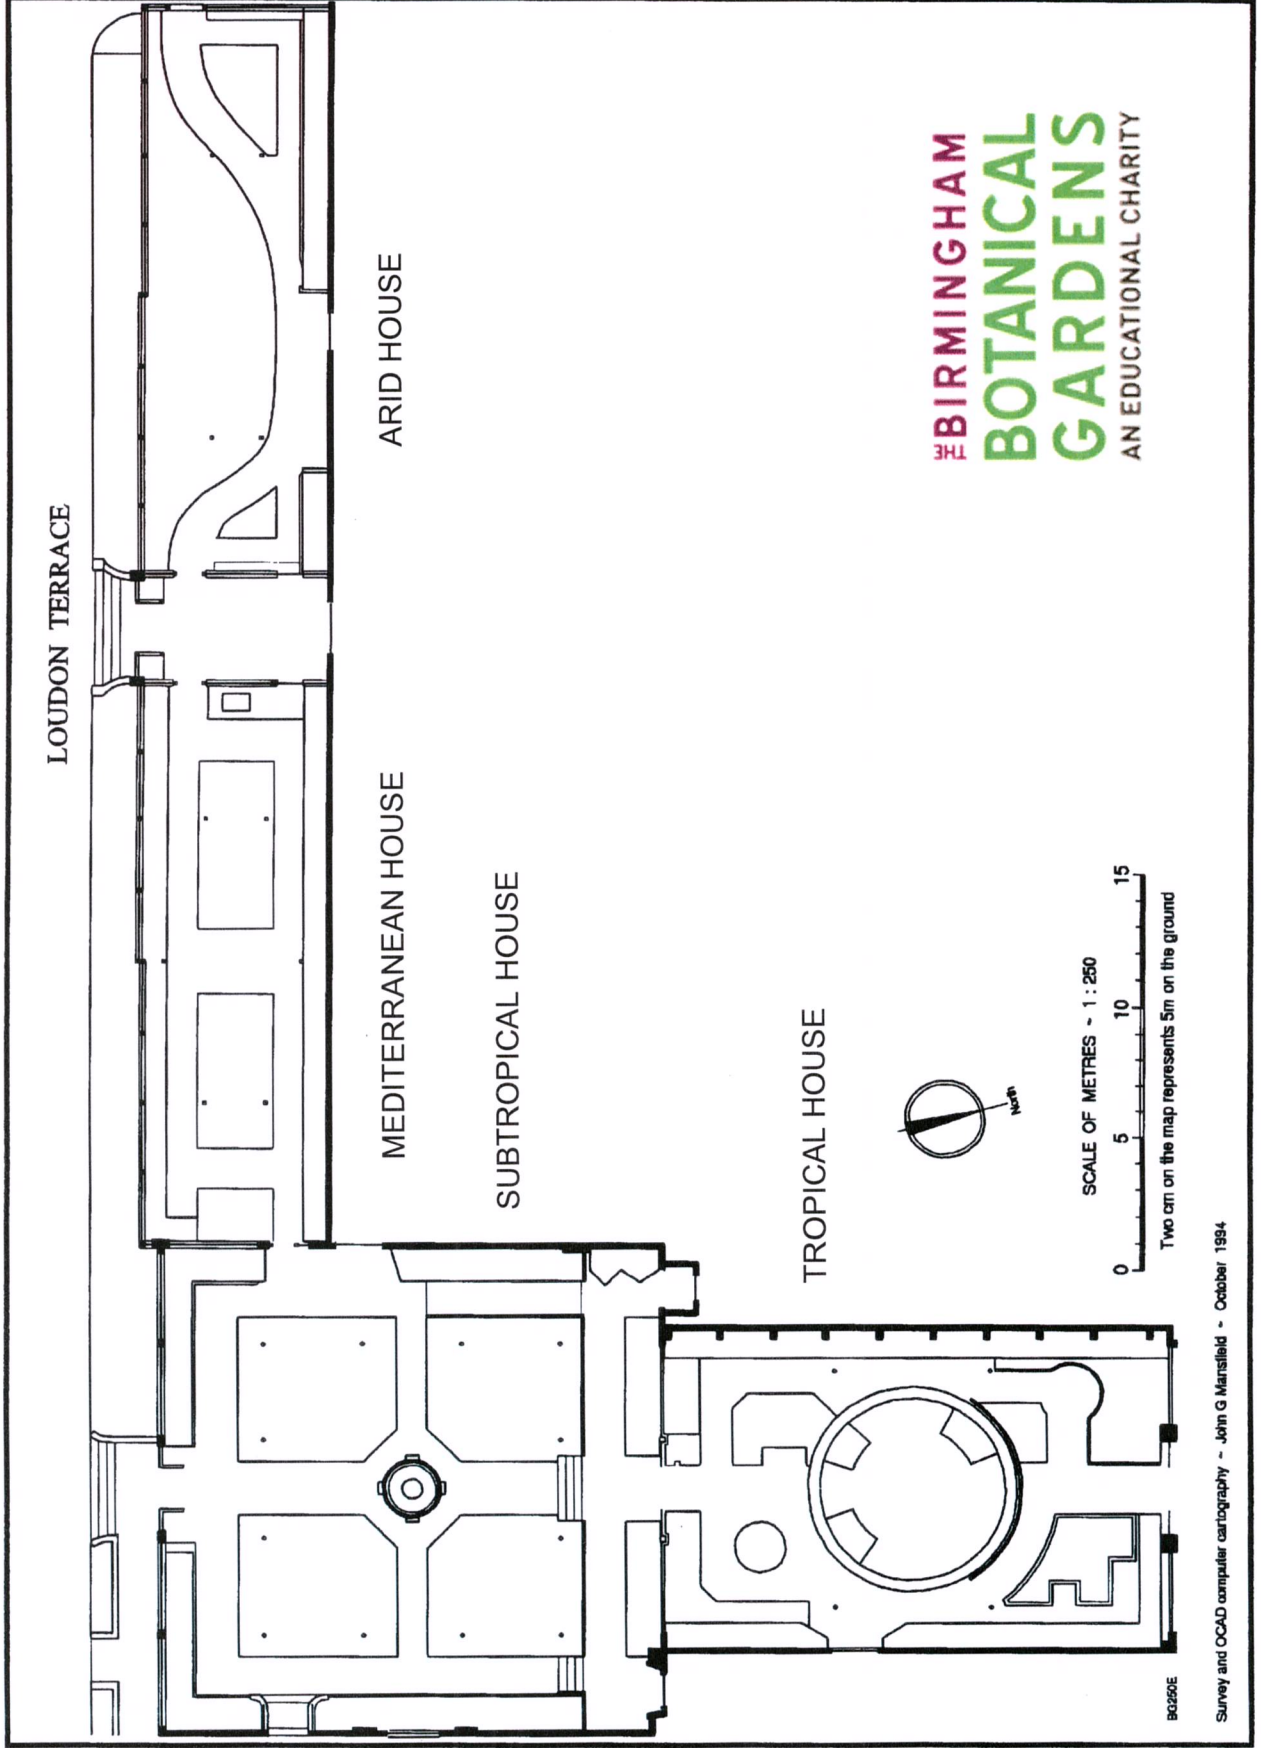 LOUDON TERRACE
ARID HOUSE
MEDITERRANEAN HOUSE
SUBTROPICAL HOUSE
TROPICAL HOUSE
THE BIRMINGHAM
BOTANICAL
GARDENS
AN EDUCATIONAL CHARITY
North
SCALE OF METRES ~ 1 : 250
0 5 10 15
Two cm on the map represents 5m on the ground
BG250E
Survey and OCAD computer cartography ~ John G Mansfield ~ October 1994